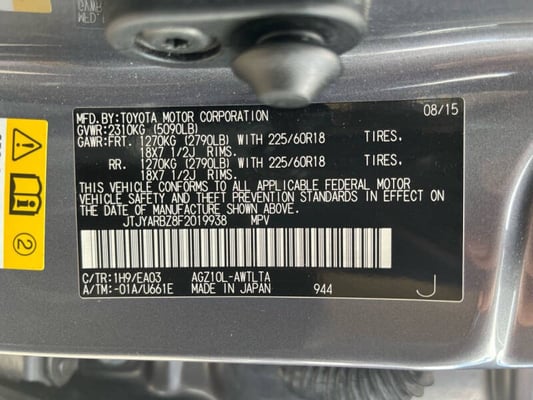 MFD.BY:TOYOTA MOTOR CORPORATION 08/15
GVWR:2310KG (5090LB)
GAWR:FRT. 1270KG (2790LB) WITH 225/60R18 TIRES.
18X7 1/2J RIMS.
RR. 1270KG (2790LB) WITH 225/60R18 TIRES.
18X7 1/2J RIMS.
THIS VEHICLE CONFORMS TO ALL APPLICABLE FEDERAL MOTOR
VEHICLE SAFETY AND THEFT PREVENTION STANDARDS IN EFFECT ON
THE DATE OF MANUFACTURE SHOWN ABOVE.
JTJYARBZ8F2019938 MPV
C/TR:1H9/EA03 AGZ10L-AWTLTA
A/TM:-01A/U661E MADE IN JAPAN 944 J
2